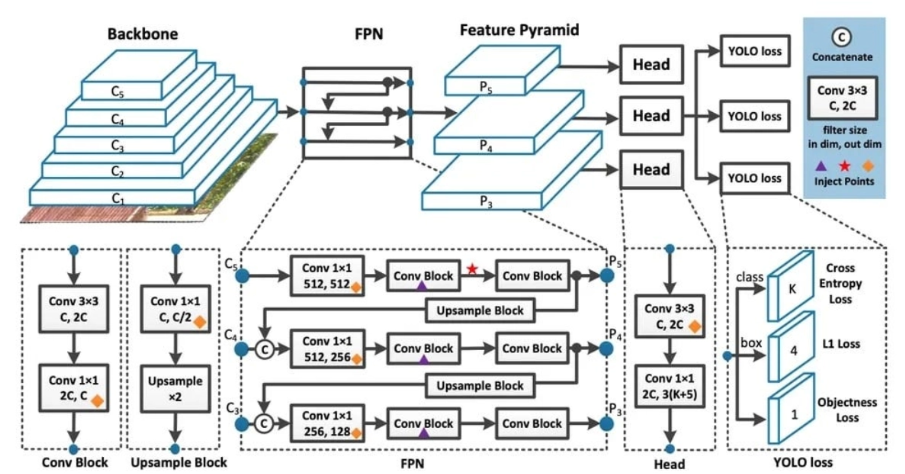 Backbone
FPN
Feature Pyramid
C5
C4
C3
C2
C1
P5
P4
P3
Head
Head
Head
YOLO loss
YOLO loss
YOLO loss
C
Concatenate
Conv 3×3
C, 2C
filter size
in dim, out dim
Inject Points
Conv 3×3
C, 2C
Conv 1×1
2C, C
Conv Block
Conv 1×1
C, C/2
Upsample
×2
Upsample Block
C5
Conv 1×1
512, 512
Conv Block
Conv Block
P5
Upsample Block
C4
C
Conv 1×1
512, 256
Conv Block
Conv Block
P4
Upsample Block
C3
C
Conv 1×1
256, 128
Conv Block
Conv Block
P3
FPN
Conv 3×3
C, 2C
Conv 1×1
2C, 3(K+5)
Head
class
K
Cross
Entropy
Loss
box
4
L1 Loss
1
Objectness
Loss
YOLO loss